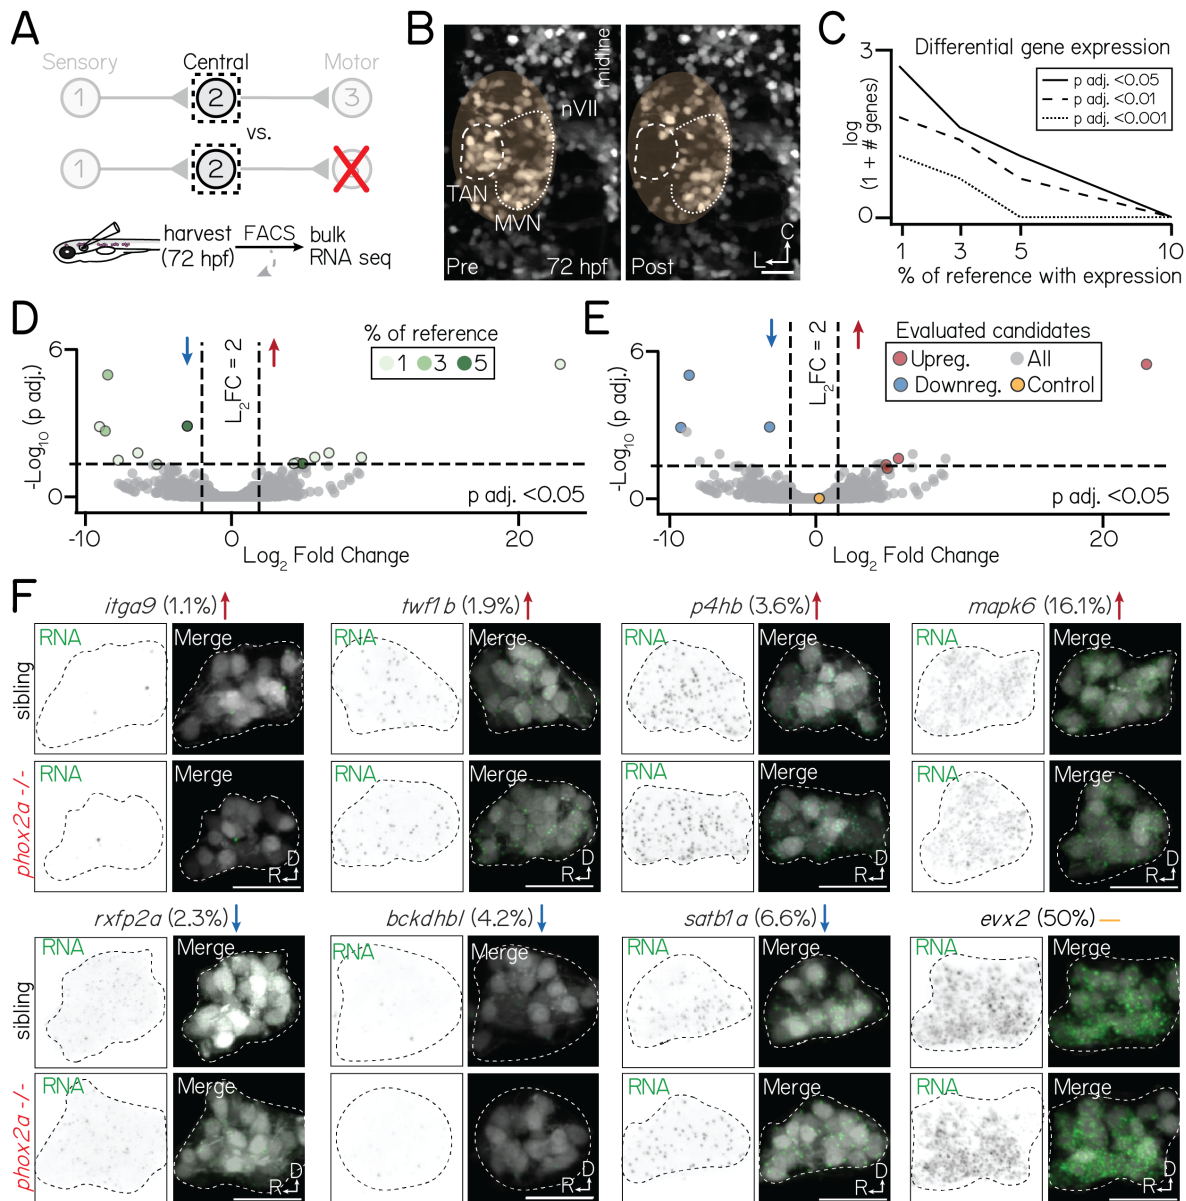 A
Sensory Central Motor
1 2 3
vs.
1 2
harvest
(72 hpf)
FACS
bulk
RNA seq
B
midline
nVII
TAN
MVN
Pre
72 hpf
Post
C
L
C
Differential gene expression
3
p adj. <0.05
p adj. <0.01
p adj. <0.001
log
(1 + # genes)
0
1 3 5 10
% of reference with expression
D
% of reference
1 3 5
L2FC = 2
6
-Log10 (p adj.)
0
p adj. <0.05
-10 0 20
Log2 Fold Change
E
Evaluated candidates
Upreg. All
Downreg. Control
L2FC = 2
6
-Log10 (p adj.)
0
p adj. <0.05
-10 0 20
Log2 Fold Change
F
itga9 (1.1%) twf1b (1.9%) p4hb (3.6%) mapk6 (16.1%)
sibling
RNA Merge RNA Merge RNA Merge RNA Merge
phox2a -/-
RNA Merge RNA Merge RNA Merge RNA Merge
D
R
D
R
D
R
rxfp2a (2.3%) bckdhbl (4.2%) satb1a (6.6%) evx2 (50%)
sibling
RNA Merge RNA Merge RNA Merge RNA Merge
phox2a -/-
RNA Merge RNA Merge RNA Merge
D
R
D
R
D
R